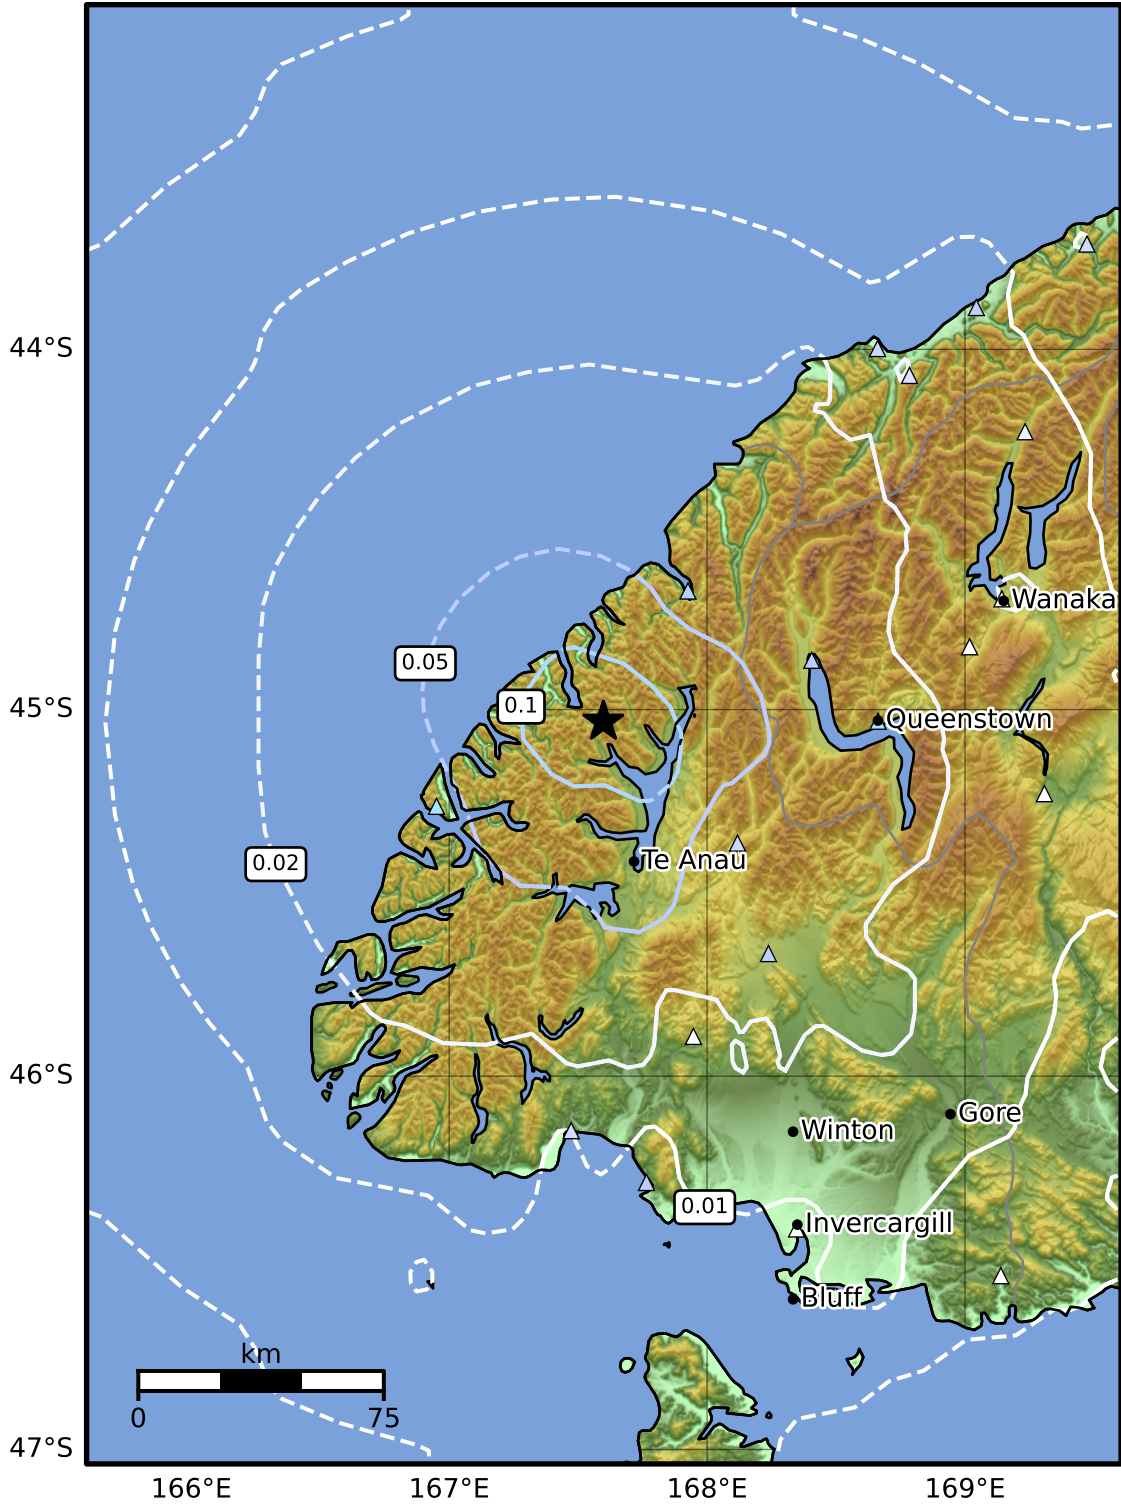 44°S
Wanaka
0.05
45°S
0.1
Queenstown
0.02
Te Anau
46°S
Gore
Winton
0.01
Invercargill
Bluff
km
0
75
47°S
166°E
167°E
168°E
169°E